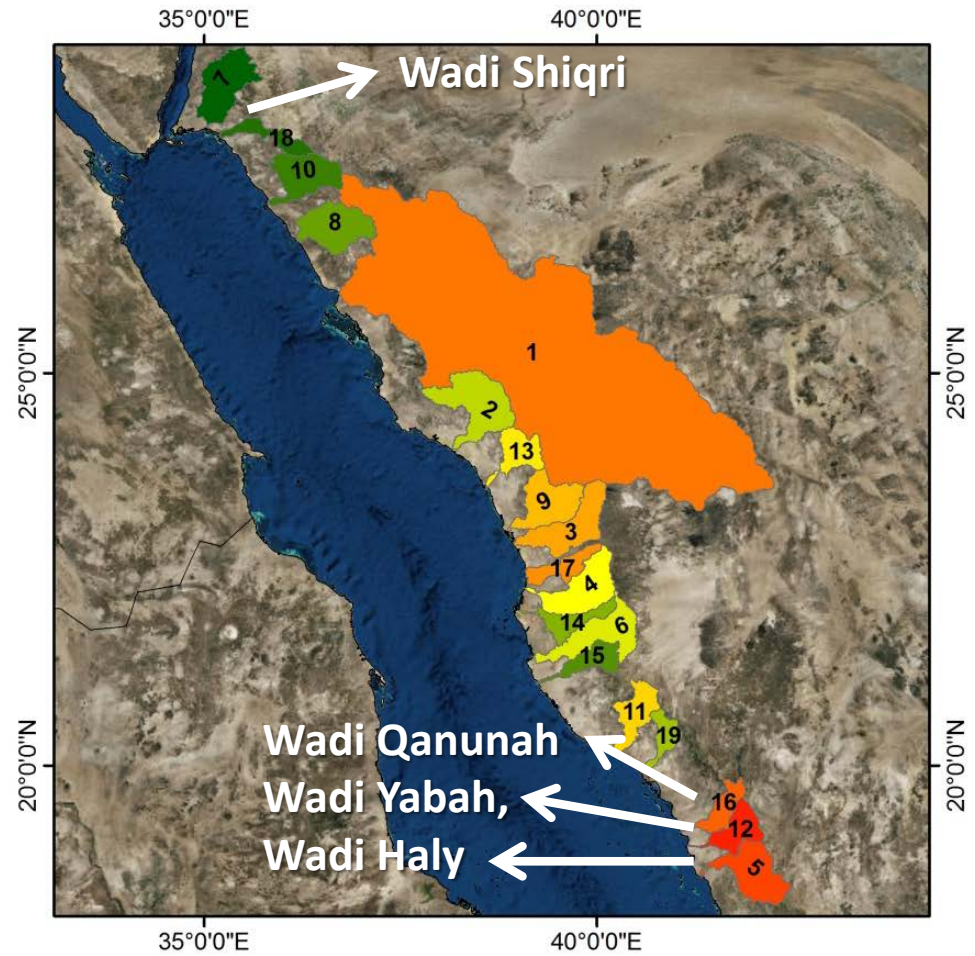 35°0'0"E
40°0'0"E
Wadi Shiqri
7
18
10
8
25°0'0"N
1
25°0'0"N
2
13
9
3
17
4
14
6
15
11
19
Wadi Qanunah
20°0'0"N
20°0'0"N
Wadi Yabah,
16
12
Wadi Haly
5
35°0'0"E
40°0'0"E